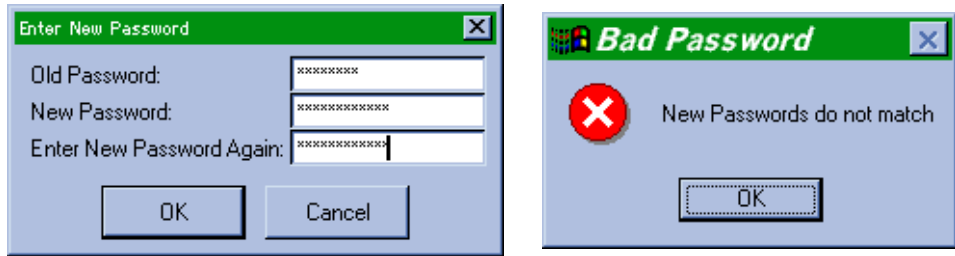 Enter New Password
Old Password: ********
New Password: ************
Enter New Password Again: ************
OK Cancel
Bad Password
New Passwords do not match
OK